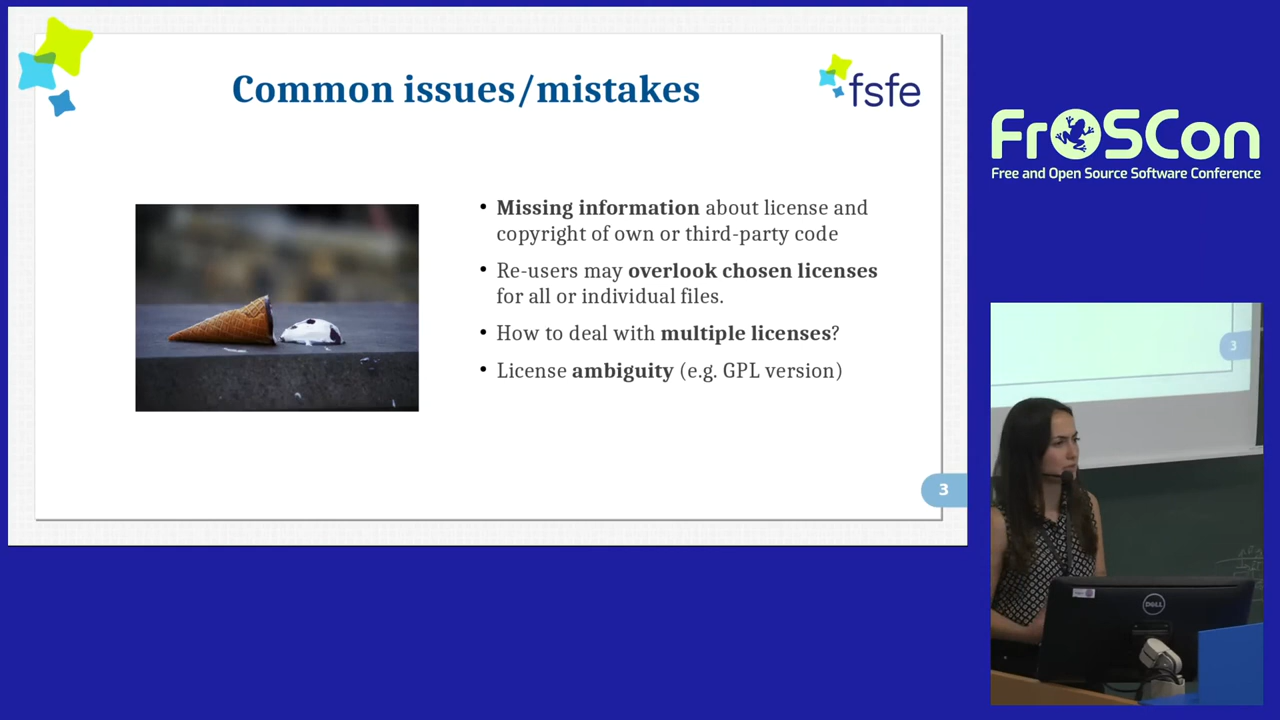 Common issues/mistakes
fsfe
Missing information about license and
copyright of own or third-party code
Re-users may overlook chosen licenses
for all or individual files.
How to deal with multiple licenses?
License ambiguity (e.g. GPL version)
3
FrOSCon
Free and Open Source Software Conference
3
DELL